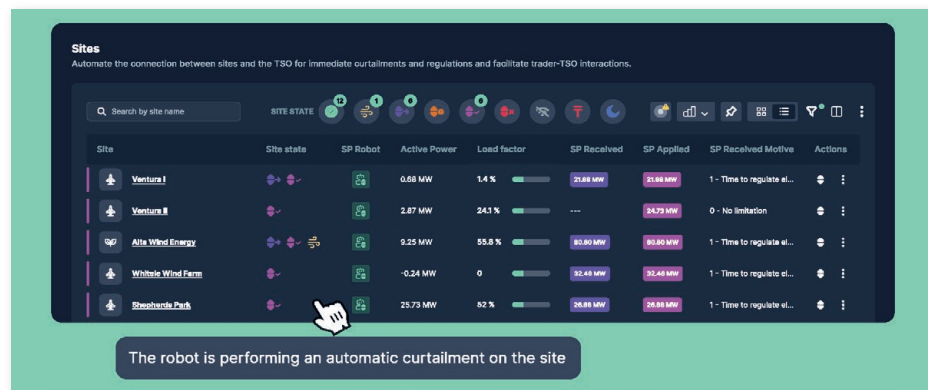 Sites
Automate the connection between sites and the TSO for immediate curtailments and regulations and facilitate trader-TSO interactions.
Search by site name SITE STATE 12 1 6 6
Site Site state SP Robot Active Power Load factor SP Received SP Applied SP Received Motive Actions
Ventura I 0.68 MW 1.4 % 21.88 MW 21.88 MW 1 - Time to regulate el...
Ventura II 2.87 MW 24.1 % --- 24.73 MW 0 - No limitation
Alta Wind Energy 9.25 MW 55.8 % 80.80 MW 80.80 MW 1 - Time to regulate el...
Whitele Wind Farm -0.24 MW 0 32.48 MW 32.48 MW 1 - Time to regulate el...
Shepherds Park 25.73 MW 52 % 26.88 MW 26.88 MW 1 - Time to regulate el...
The robot is performing an automatic curtailment on the site